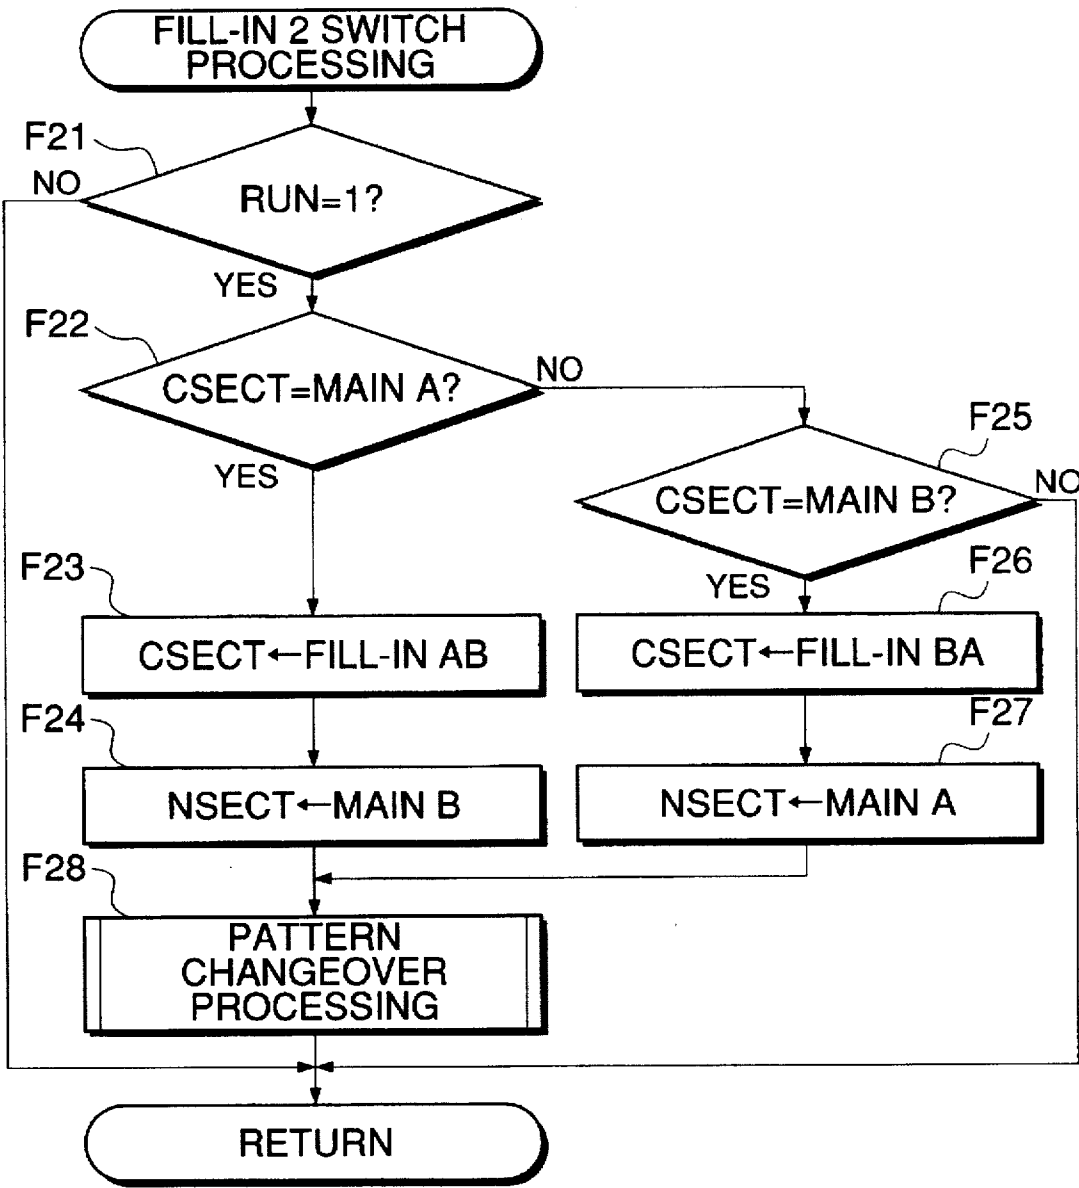 FILL-IN 2 SWITCH
PROCESSING
F21
NO
RUN=1?
YES
F22
CSECT=MAIN A?
NO
YES
F25
CSECT=MAIN B?
NO
YES
F23
CSECT←FILL-IN AB
F26
CSECT←FILL-IN BA
F24
NSECT←MAIN B
F27
NSECT←MAIN A
F28
PATTERN
CHANGEOVER
PROCESSING
RETURN